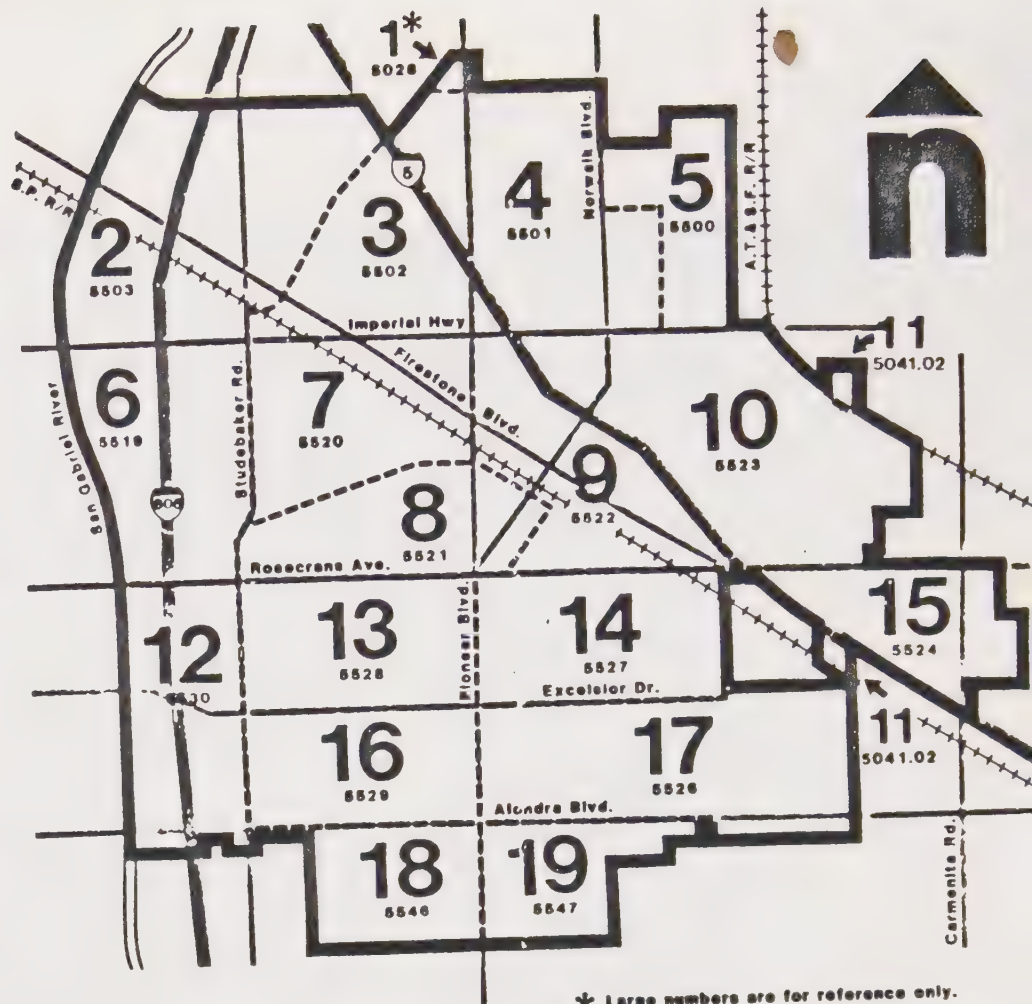 1*
5028
Norwalk Blvd.
5
4
5501
5
5500
A.T.&S.F. R/R
n
S.P. R/R
3
5502
2
5503
Imperial Hwy
11
5041.02
Firestone Blvd.
6
5519
Studebaker Rd.
7
5520
10
5523
San Gabriel River
605
9
5522
8
5521
Rosecrans Ave.
12
13
5528
Pioneer Blvd.
14
5527
15
5524
Excelsior Dr.
11
5041.02
16
5529
17
5526
Alondra Blvd.
18
5546
19
5547
Carmenita Rd.
* Large numbers are for reference only.